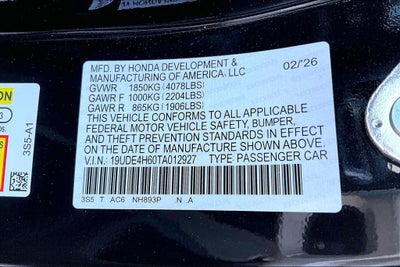 MFD. BY HONDA DEVELOPMENT &
MANUFACTURING OF AMERICA, LLC
02/'26
GVWR 1850KG (4078LBS)
GAWR F 1000KG (2204LBS)
GAWR R 865KG (1906LBS)
THIS VEHICLE CONFORMS TO ALL APPLICABLE
FEDERAL MOTOR VEHICLE SAFETY, BUMPER,
AND THEFT PREVENTION STANDARDS IN EFFECT
ON THE DATE OF MANUFACTURE SHOWN ABOVE.
V.I.N.: 19UDE4H60TA012927 TYPE: PASSENGER CAR
3S5 T AC6 NH893P .N .A
3S5-A1